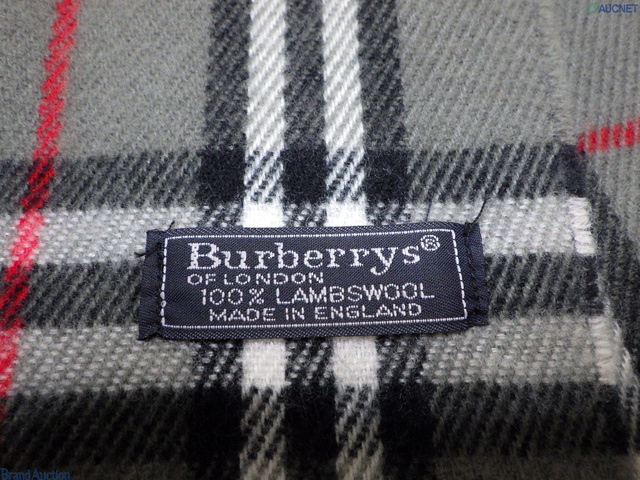 AUCNET
Burberrys®
OF LONDON
100% LAMBSWOOL
MADE IN ENGLAND
Brand Auction